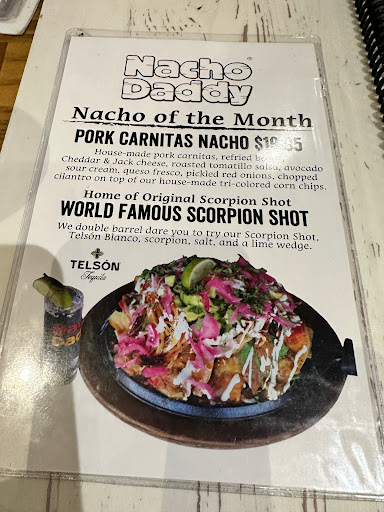 Nacho
Daddy
Nacho of the Month
PORK CARNITAS NACHO
House-made pork carnitas, refried
Cheddar & Jack cheese, roasted tomatillo salsa, avocado
sour cream, queso fresco, pickled red onions, chopped
cilantro on top of our house-made tri-colored corn chips.
Home of Original Scorpion Shot
WORLD FAMOUS SCORPION SHOT
We double barrel dare you to try our Scorpion Shot,
Telsón Blanco, scorpion, salt, and a lime wedge.
TELSÓN
Tequila